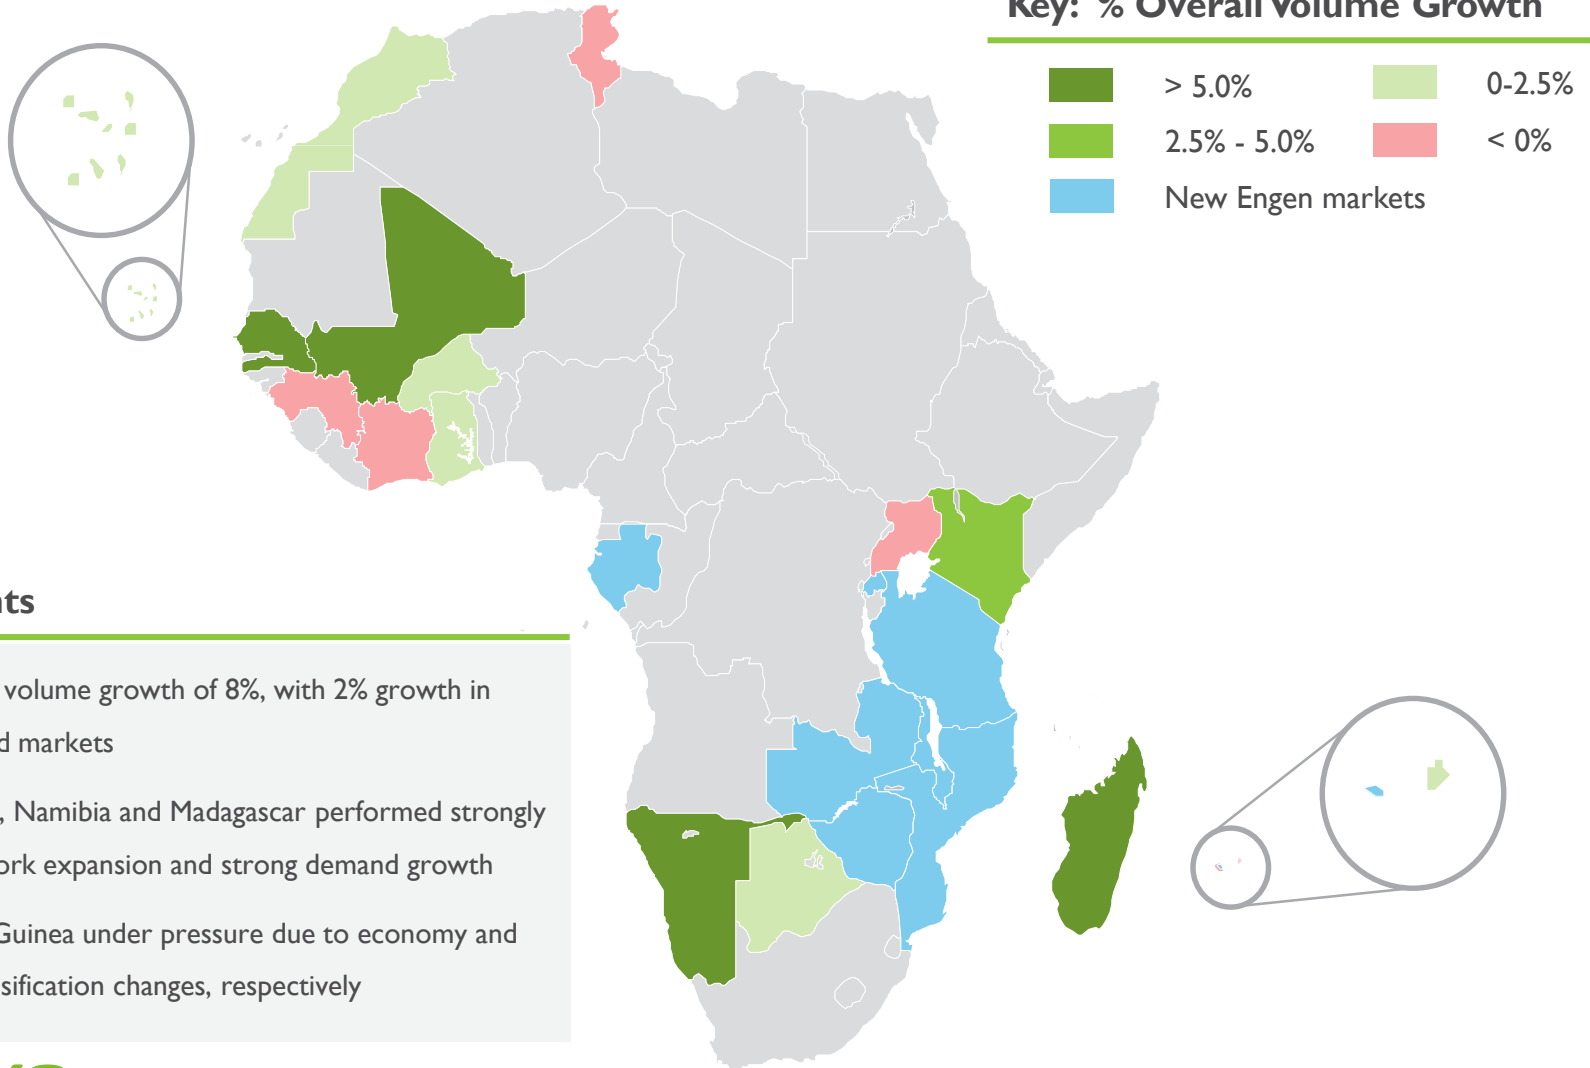 Key: % Overall Volume Growth
> 5.0%
0-2.5%
2.5% - 5.0%
< 0%
New Engen markets
volume growth of 8%, with 2% growth in
markets
, Namibia and Madagascar performed strongly
expansion and strong demand growth
Guinea under pressure due to economy and
changes, respectively